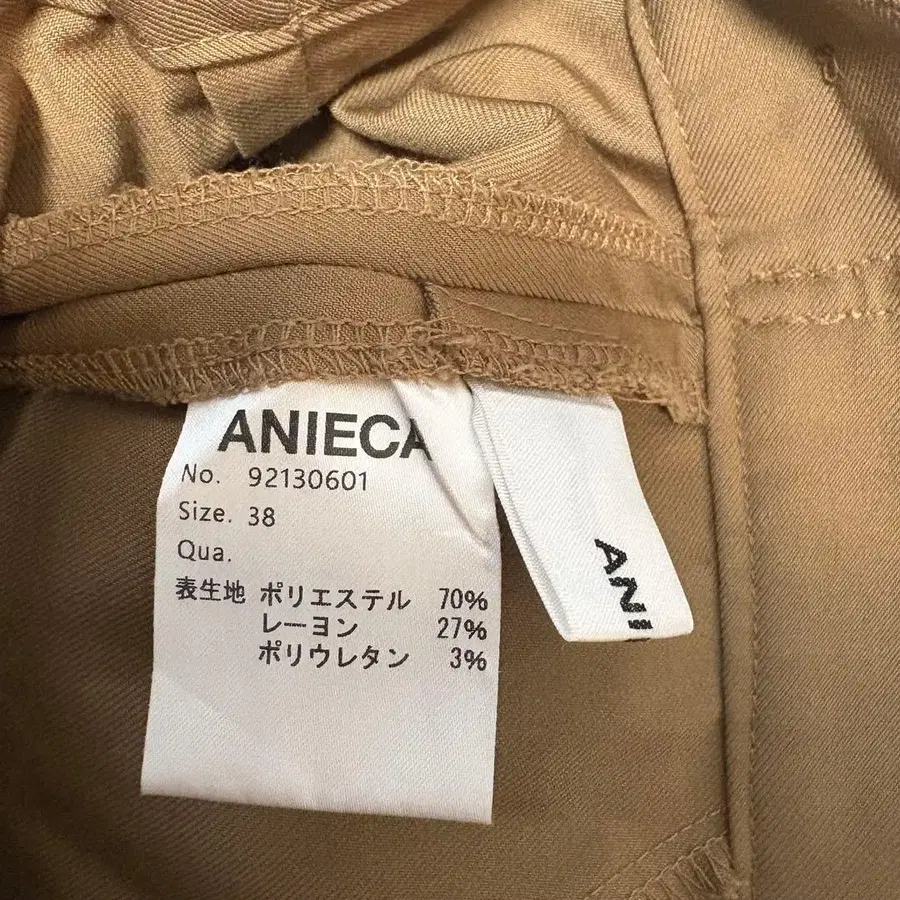 ANIECA
No. 92130601
Size. 38
Qua.
表生地 ポリエステル 70%
レーヨン 27%
ポリウレタン 3%
ANI